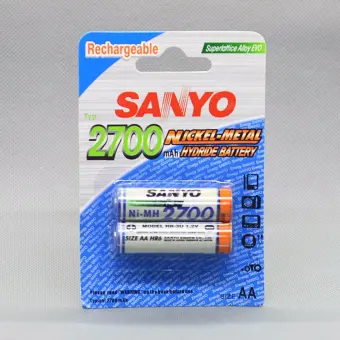 Rechargeable
Superlattice Alloy EVO
SANYO
Typ.
2700
mAh
NICKEL-METAL
HYDRIDE BATTERY
SANYO
Ni-MH 2700
MODEL HR-3U 1.2V
SIZE AA HR6
SIZE AA